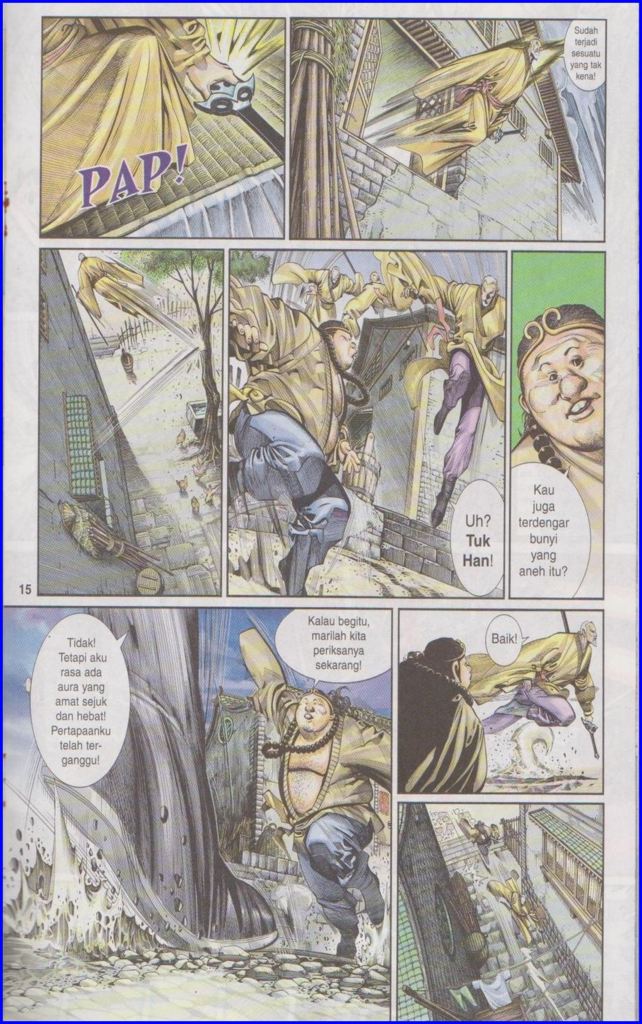 PAP!
Sudah
terjadi
sesuatu
yang tak
kena!
Uh?
Tuk
Han!
Kau
juga
terdengar
bunyi
yang
aneh itu?
15
Tidak!
Tetapi aku
rasa ada
aura yang
amat sejuk
dan hebat!
Pertapaanku
telah ter-
ganggu!
Kalau begitu,
marilah kita
periksanya
sekarang!
Baik!